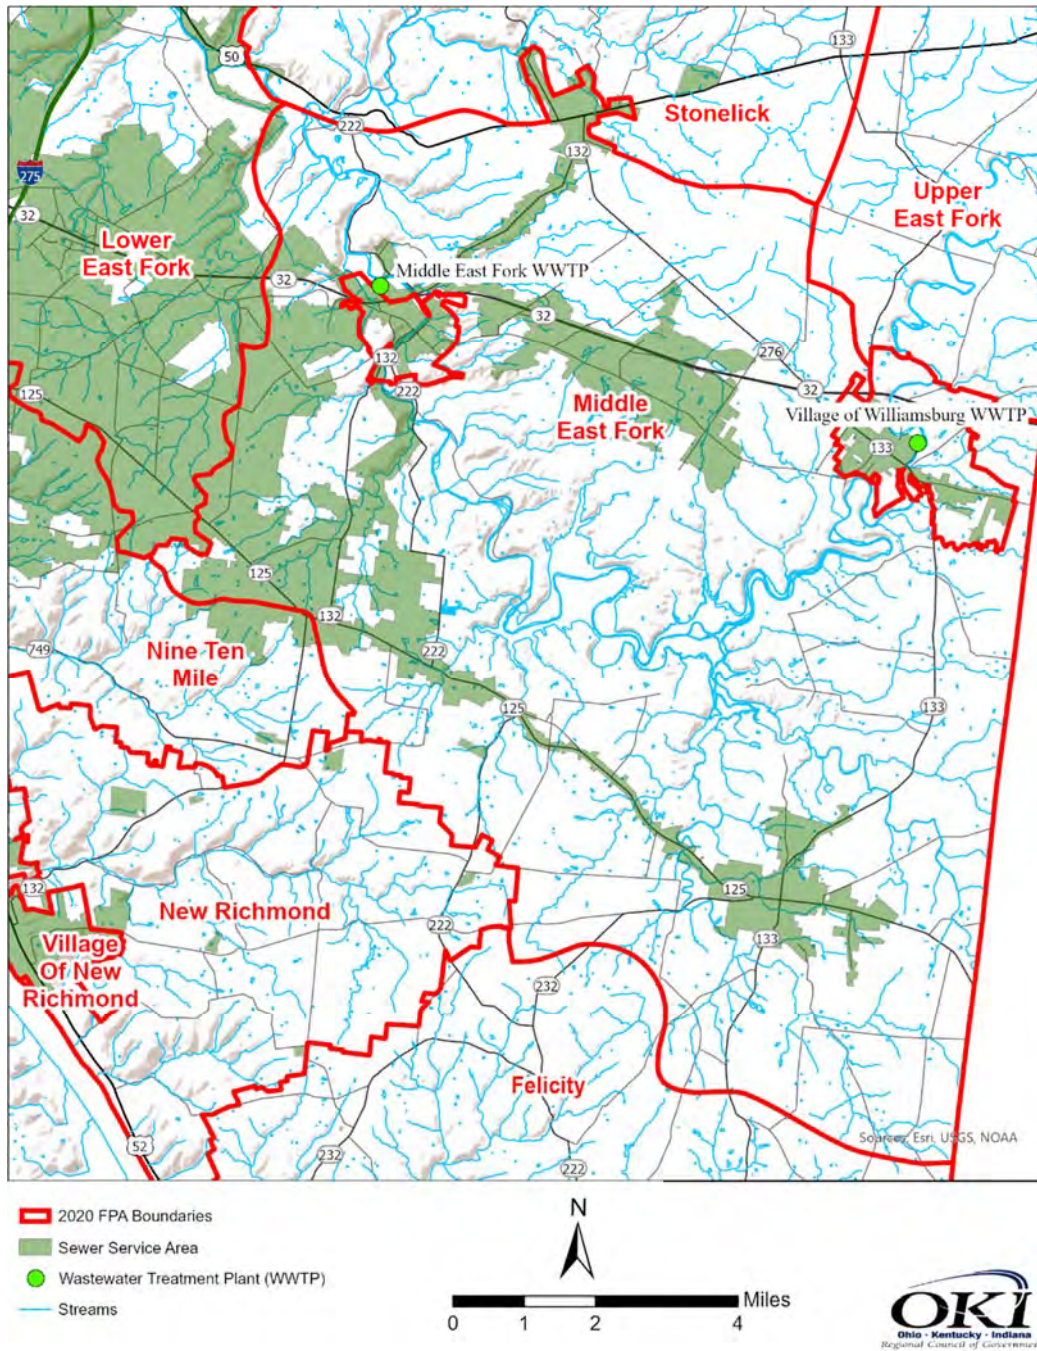 133
50
222
Stonelick
132
275
Upper
East Fork
32
Lower
East Fork
Middle East Fork WWTP
32
32
276
132
222
32
125
Middle
East Fork
Village of Williamsburg WWTP
133
125
132
Nine Ten
Mile
749
222
125
133
132
125
New Richmond
222
133
Village
Of New
Richmond
232
Felicity
Sources: Esri, USGS, NOAA
52
232
222
2020 FPA Boundaries
Sewer Service Area
Wastewater Treatment Plant (WWTP)
Streams
N
Miles
0 1 2 4
OKI
Ohio - Kentucky - Indiana
Regional Council of Governmen